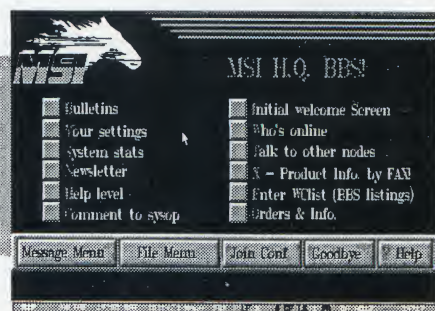 MSI
MSI H.Q. BBS!
Bulletins
Your settings
System stats
Newsletter
Help level
Comment to sysop
Initial welcome Screen
Who's online
Talk to other nodes
X - Product Info. by FAX!
Enter WClist (BBS listings)
Orders & Info.
Message Menu File Menu Join Conf Goodbye Help